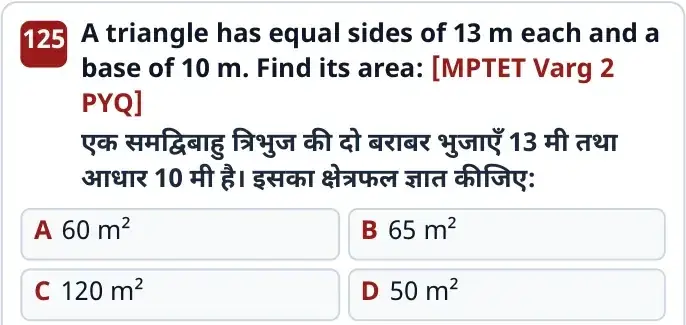 125 A triangle has equal sides of 13 m each and a
base of 10 m. Find its area: [MPTET Varg 2
PYQ]
एक समद्विबाहु त्रिभुज की दो बराबर भुजाएँ 13 मी तथा
आधार 10 मी है। इसका क्षेत्रफल ज्ञात कीजिए:
A 60 m² B 65 m²
C 120 m² D 50 m²